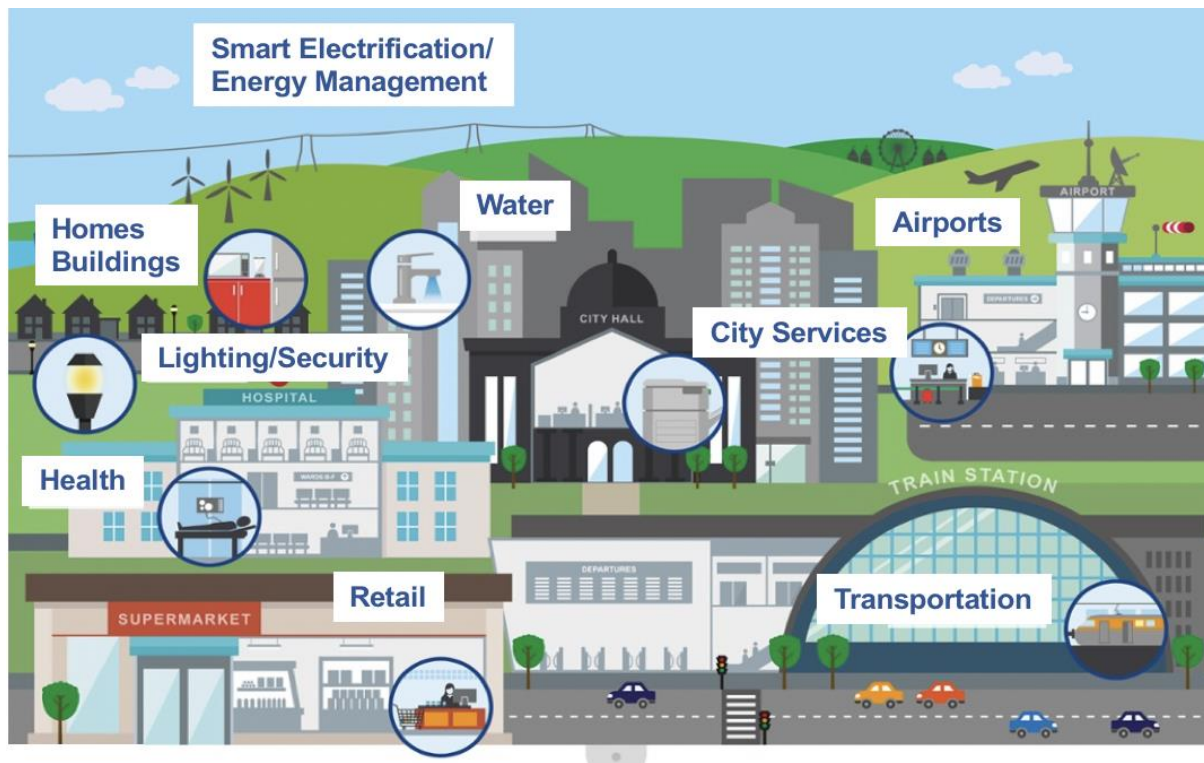 Smart Electrification/
Energy Management
Water
Homes
Buildings
Airports
AIRPORT
DEPARTURES
CITY HALL
City Services
Lighting/Security
HOSPITAL
Health
WARDS B-F
TRAIN STATION
DEPARTURES
Retail
Transportation
SUPERMARKET